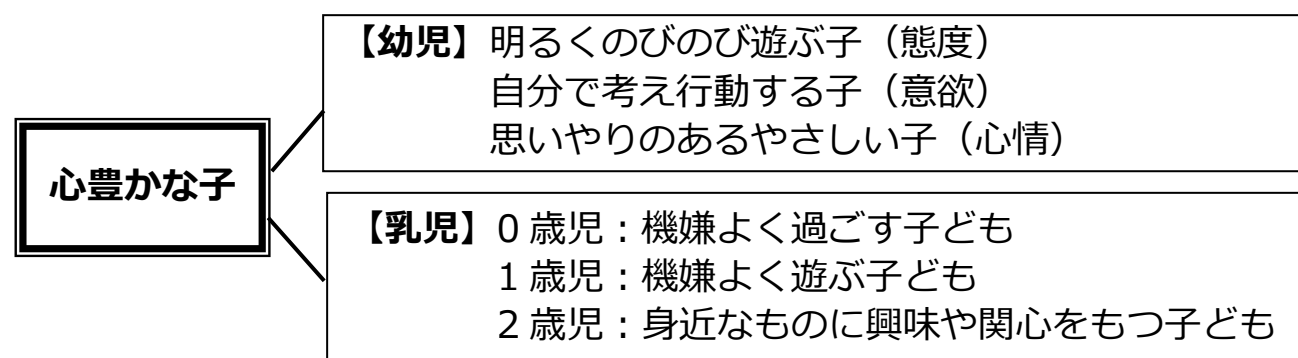 心豊かな子
【幼児】明るくのびのび遊ぶ子(態度)
自分で考え行動する子(意欲)
思いやりのあるやさしい子(心情)
【乳児】0歳児:機嫌よく過ごす子ども
1歳児:機嫌よく遊ぶ子ども
2歳児:身近なものに興味や関心をもつ子ども